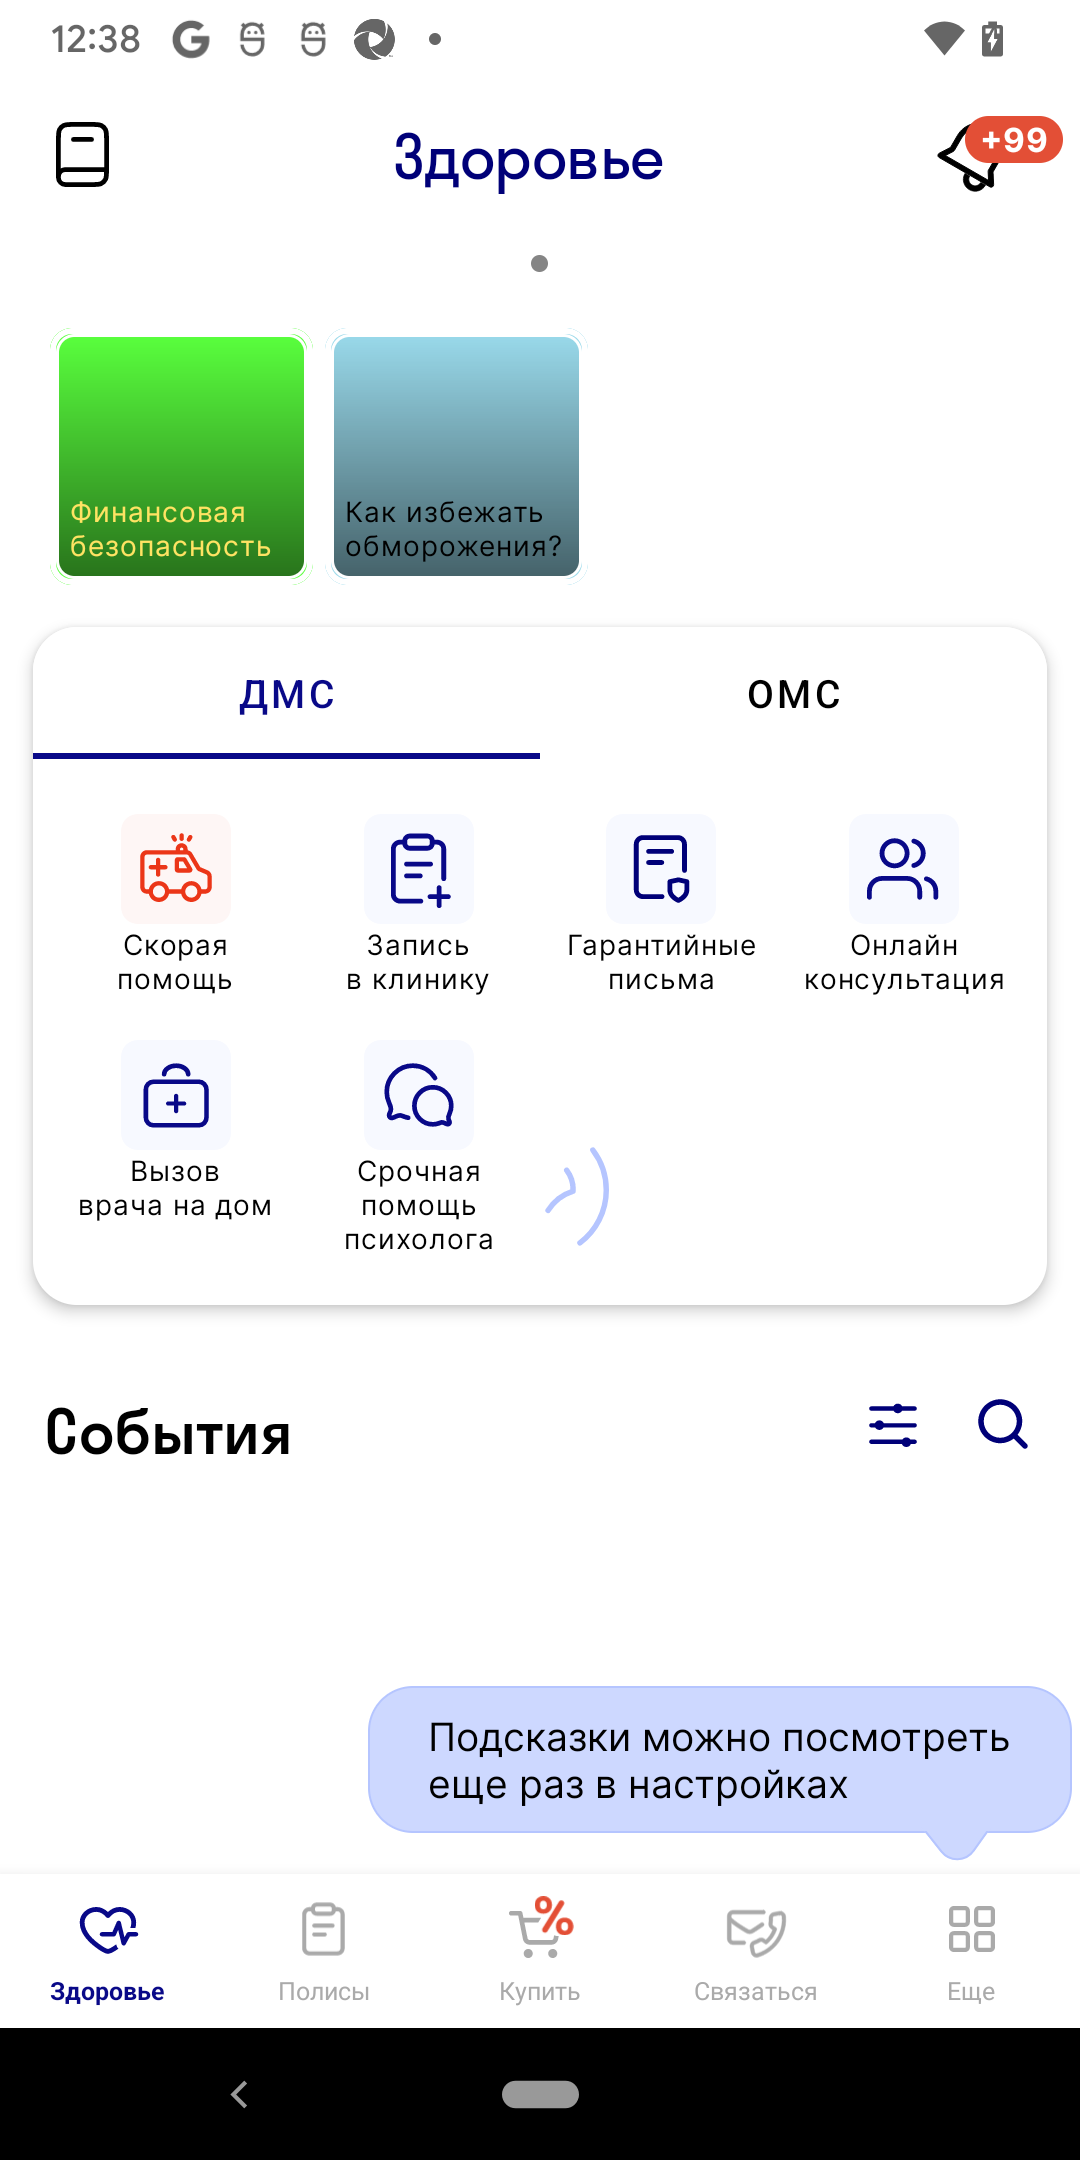 12:38
Здоровье
+99
Финансовая
безопасность
Как избежать
обморожения?
ДМС
ОМС
Скорая
помощь
Запись
в клинику
Гарантийные
письма
Онлайн
консультация
Вызов
врача на дом
Срочная
помощь
психолога
События
Подсказки можно посмотреть
еще раз в настройках
Здоровье
Полисы
%
Купить
Связаться
Еще